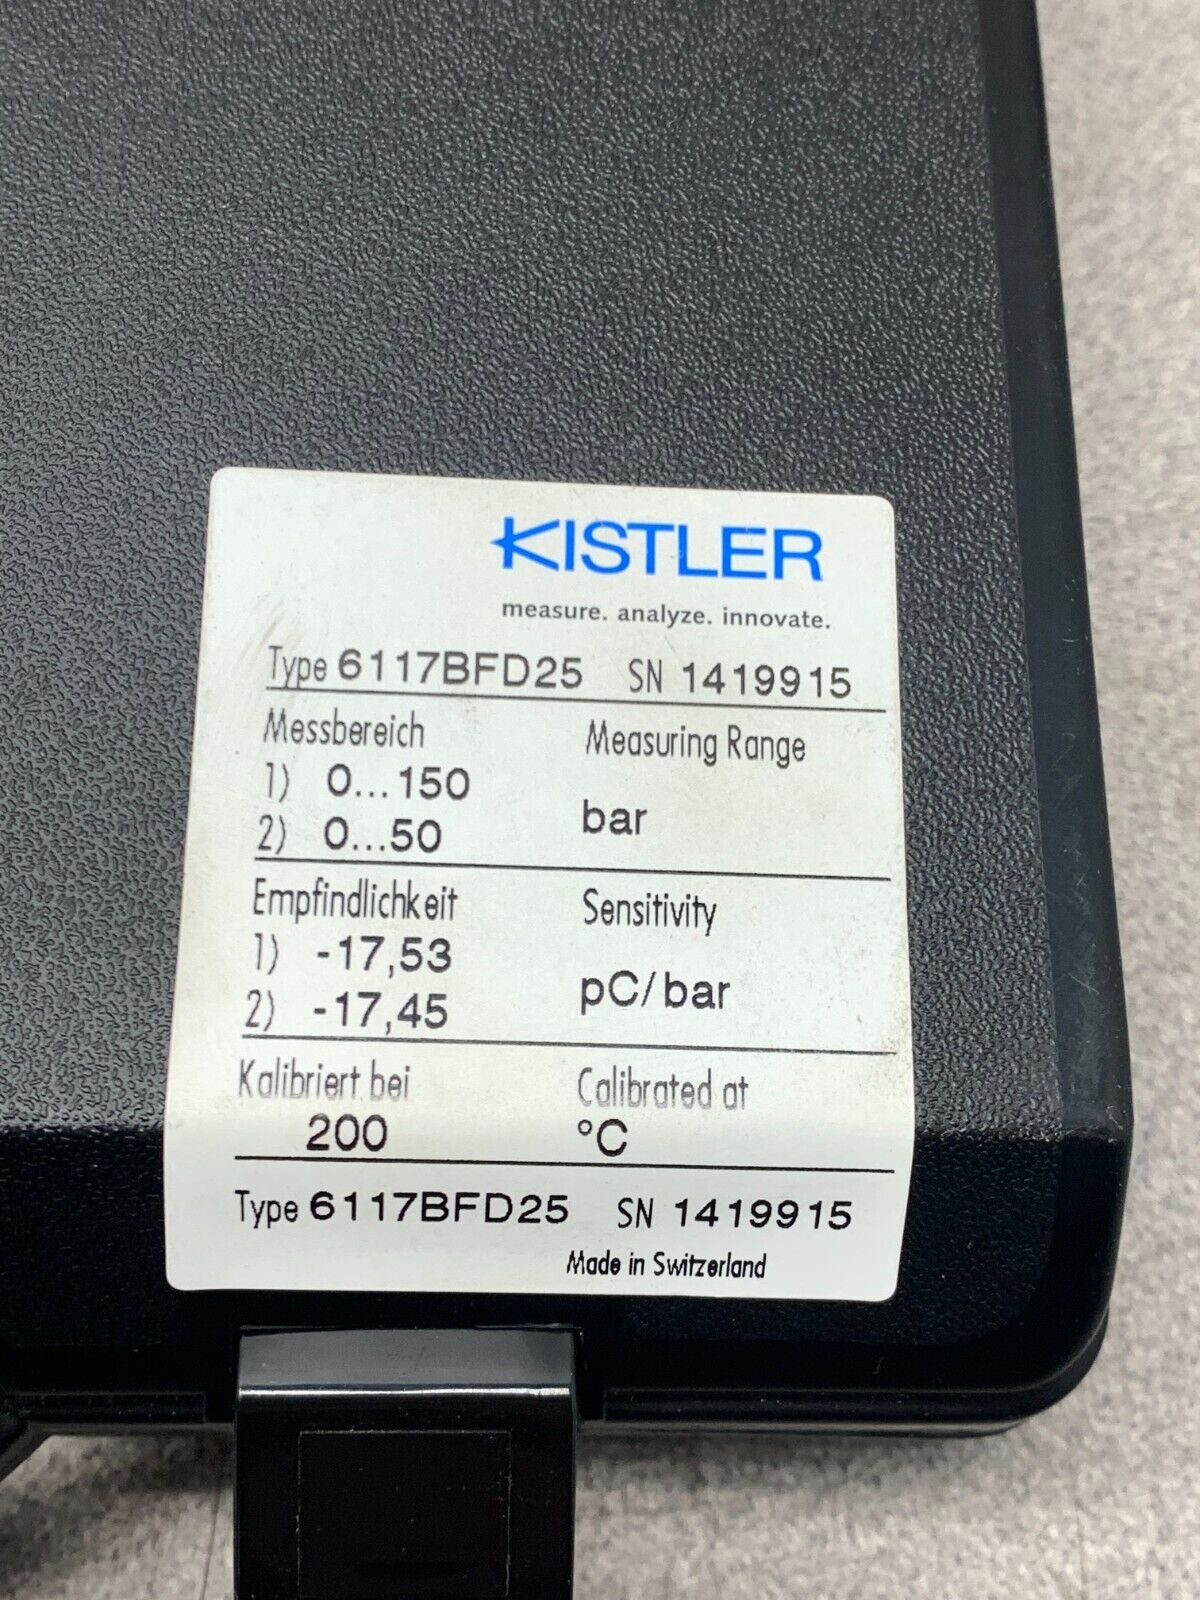 KISTLER
measure. analyze. innovate.
Type 6117BFD25 SN 1419915
Messbereich Measuring Range
1) 0...150
bar
2) 0...50
Empfindlichkeit Sensitivity
1) -17,53
pC/bar
2) -17,45
Kalibriert bei Calibrated at
200 °C
Type 6117BFD25 SN 1419915
Made in Switzerland